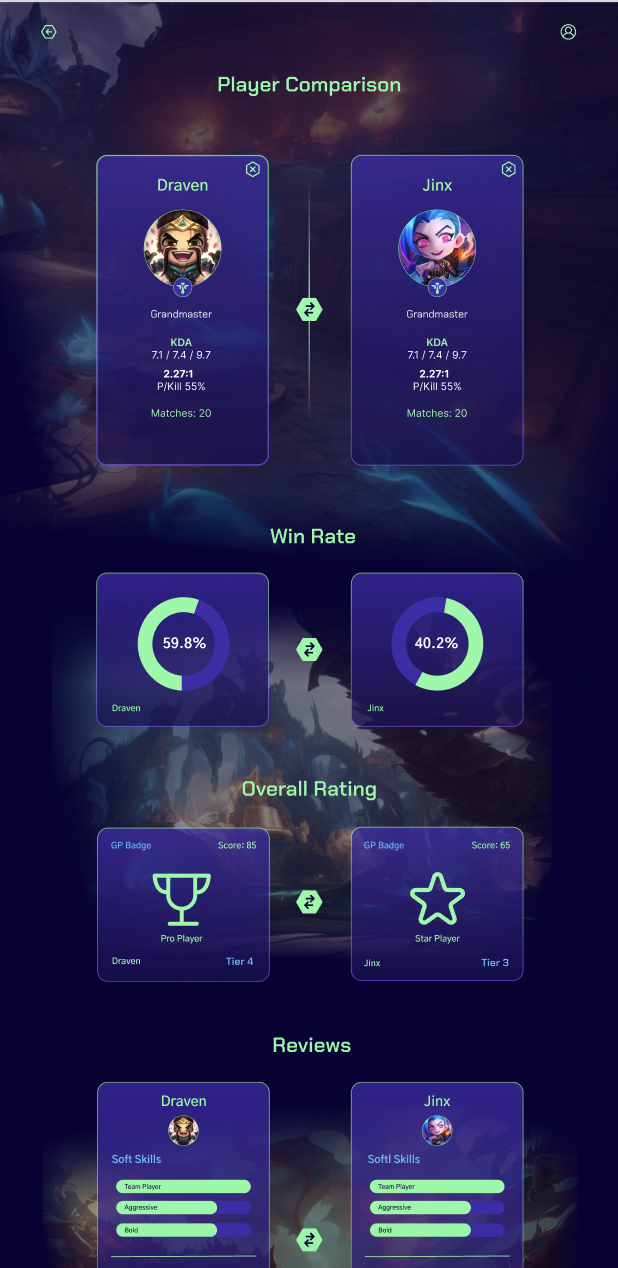 Player Comparison
Draven
Grandmaster
KDA
7.1 / 7.4 / 9.7
2.27:1
P/Kill 55%
Matches: 20
Jinx
Grandmaster
KDA
7.1 / 7.4 / 9.7
2.27:1
P/Kill 55%
Matches: 20
Win Rate
59.8%
Draven
40.2%
Jinx
Overall Rating
GP Badge
Score: 85
Pro Player
Draven
Tier 4
GP Badge
Score: 65
Star Player
Jinx
Tier 3
Reviews
Draven
Soft Skills
Team Player
Aggressive
Bold
Jinx
Softl Skills
Team Player
Aggressive
Bold